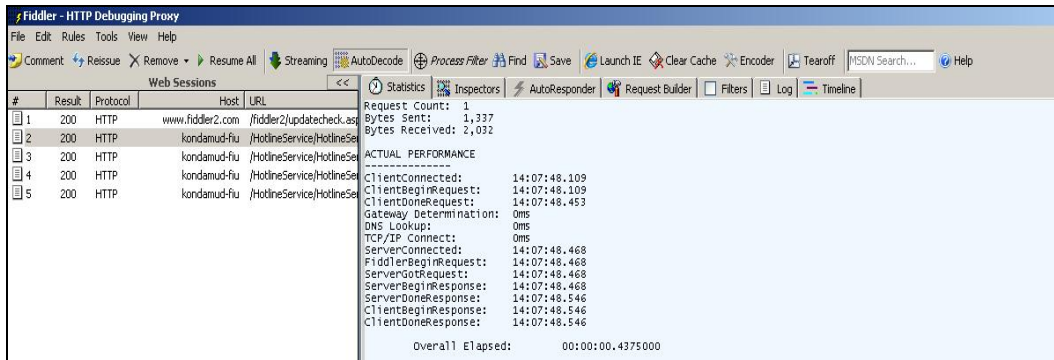 Fiddler - HTTP Debugging Proxy
File Edit Rules Tools View Help
Comment Reissue Remove Resume All Streaming AutoDecode Process Filter Find Save Launch IE Clear Cache Encoder Tearoff MSDN Search... Help
Web Sessions <<
Statistics Inspectors AutoResponder Request Builder Filters Log Timeline
# Result Protocol Host URL
1 200 HTTP www.fiddler2.com /fiddler2/updatecheck.asp
2 200 HTTP kondamud-fiu /HotlineService/HotlineSer
3 200 HTTP kondamud-fiu /HotlineService/HotlineSer
4 200 HTTP kondamud-fiu /HotlineService/HotlineSer
5 200 HTTP kondamud-fiu /HotlineService/HotlineSer
Request Count: 1
Bytes Sent: 1,337
Bytes Received: 2,032
ACTUAL PERFORMANCE
--------------
ClientConnected: 14:07:48.109
ClientBeginRequest: 14:07:48.109
ClientDoneRequest: 14:07:48.453
Gateway Determination: 0ms
DNS Lookup: 0ms
TCP/IP Connect: 0ms
ServerConnected: 14:07:48.468
FiddlerBeginRequest: 14:07:48.468
ServerGotRequest: 14:07:48.468
ServerBeginResponse: 14:07:48.468
ServerDoneResponse: 14:07:48.546
ClientBeginResponse: 14:07:48.546
ClientDoneResponse: 14:07:48.546
Overall Elapsed: 00:00:00.4375000